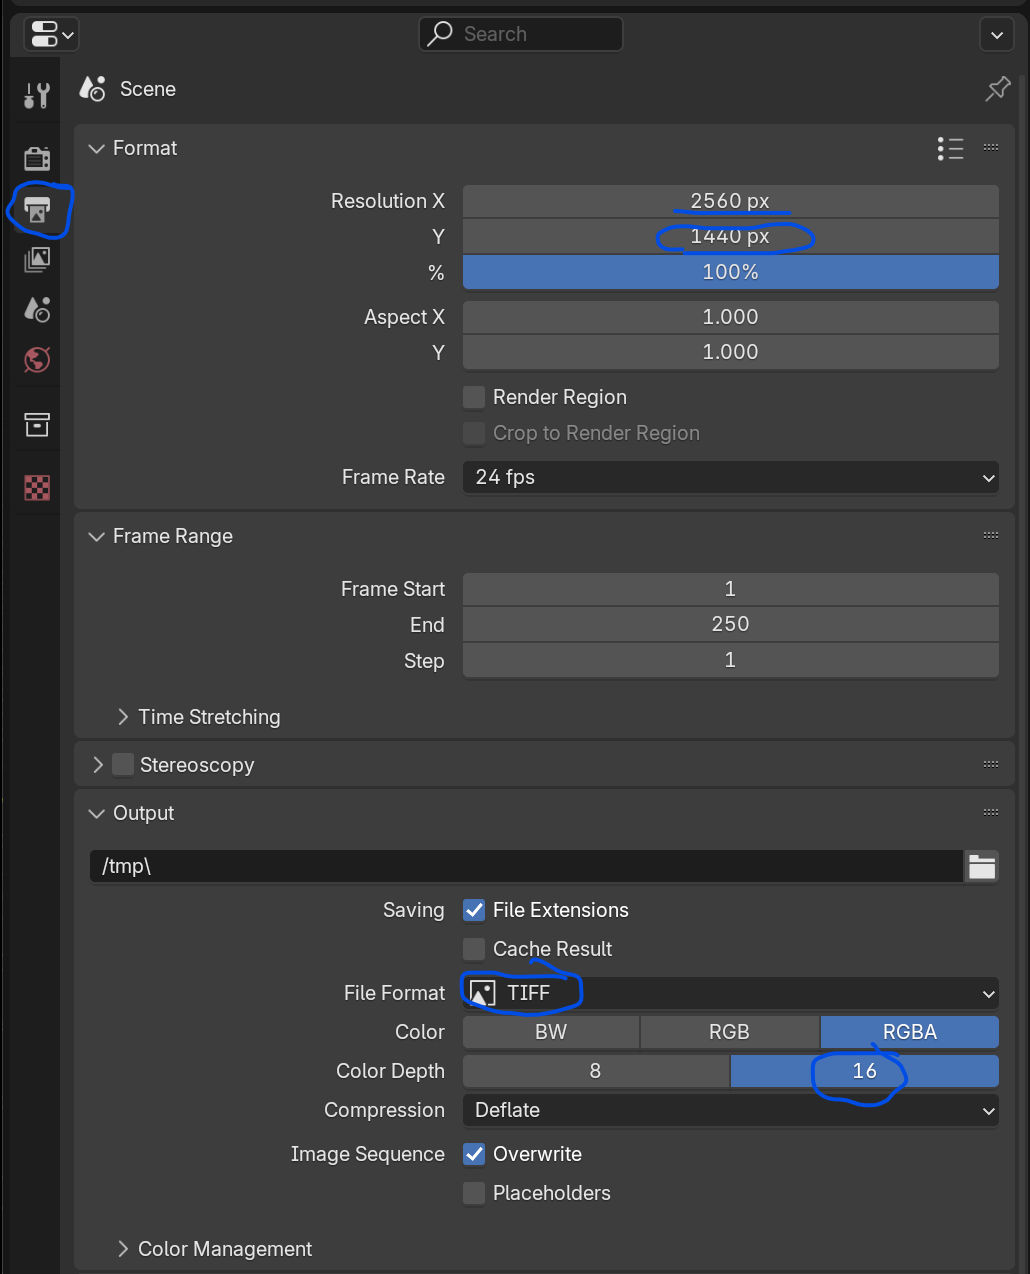 Search
Scene
Format
Resolution X 2560 px
Y 1440 px
% 100%
Aspect X 1.000
Y 1.000
Render Region
Crop to Render Region
Frame Rate 24 fps
Frame Range
Frame Start 1
End 250
Step 1
Time Stretching
Stereoscopy
Output
/tmp\
Saving File Extensions
Cache Result
File Format TIFF
Color BW RGB RGBA
Color Depth 8 16
Compression Deflate
Image Sequence Overwrite
Placeholders
Color Management